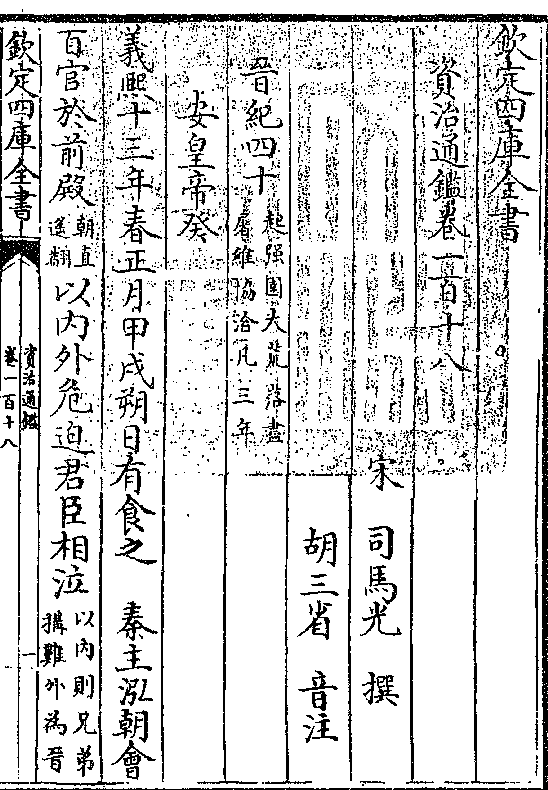 欽定四庫全書
資治通鑑卷一百十八
宋 司馬光 撰
胡三省 音注
晉紀四十
起强圉大荒落盡
屠維協洽凡三年
安皇帝癸
義熙十三年春正月甲戌朔日有食之 秦主泓朝會
百官於前殿
朝直
遥翻
以内外危迫君臣相泣
以内則兄弟
搆難外為晉
欽定四庫全書
資治通鑑
卷一百十八
一